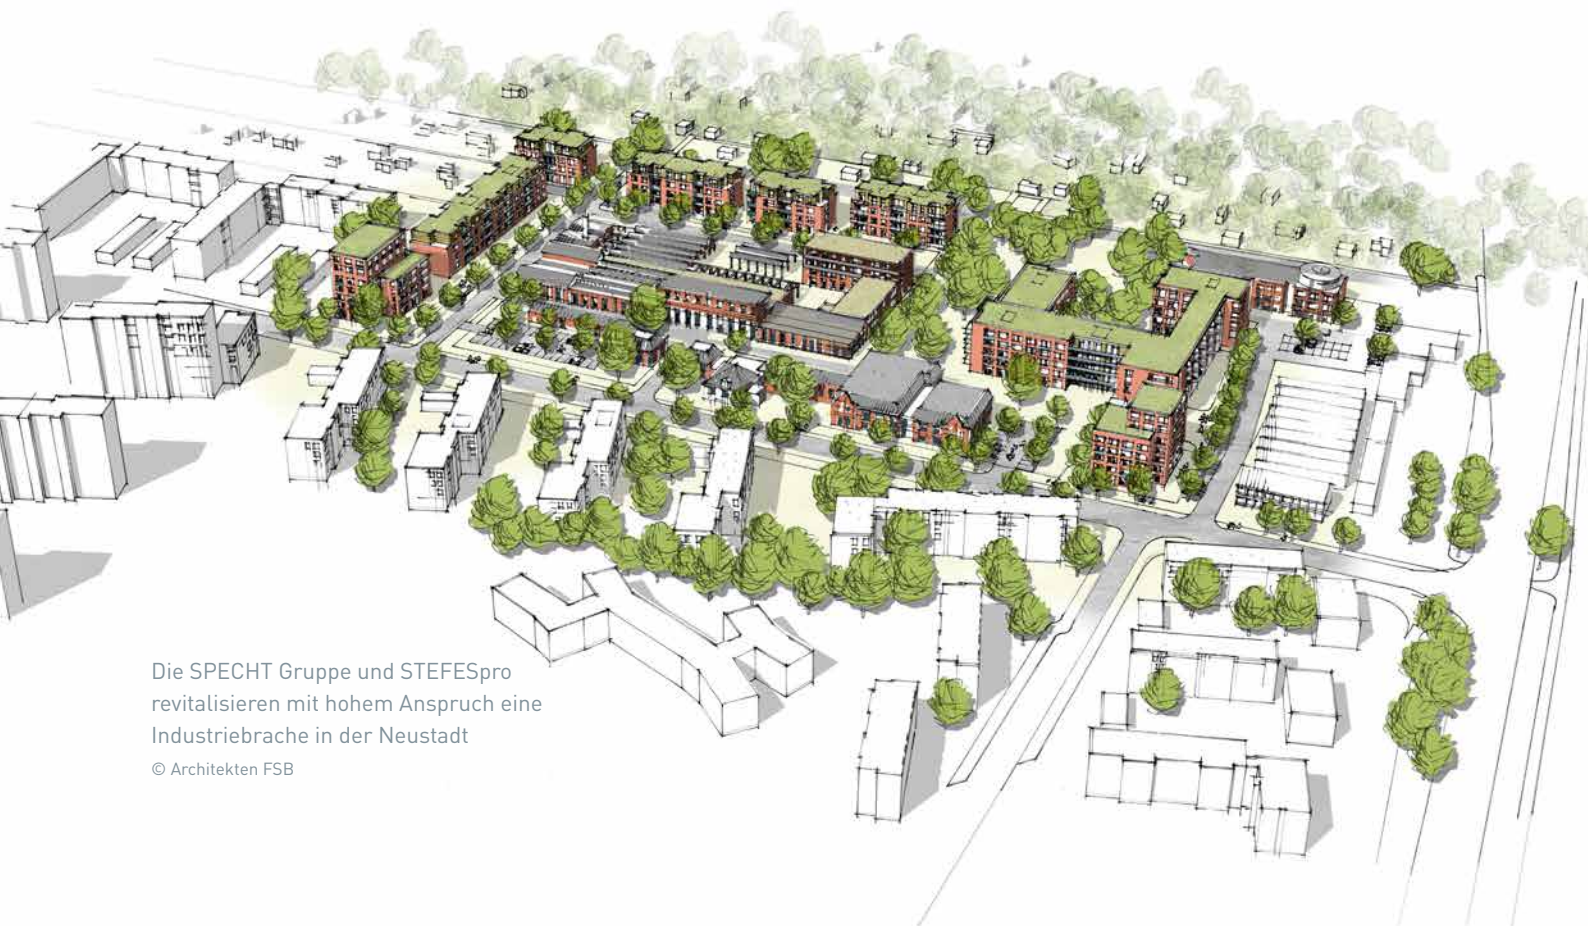 Die SPECHT Gruppe und STEFESpro
revitalisieren mit hohem Anspruch eine
Industriebrache in der Neustadt
© Architekten FSB